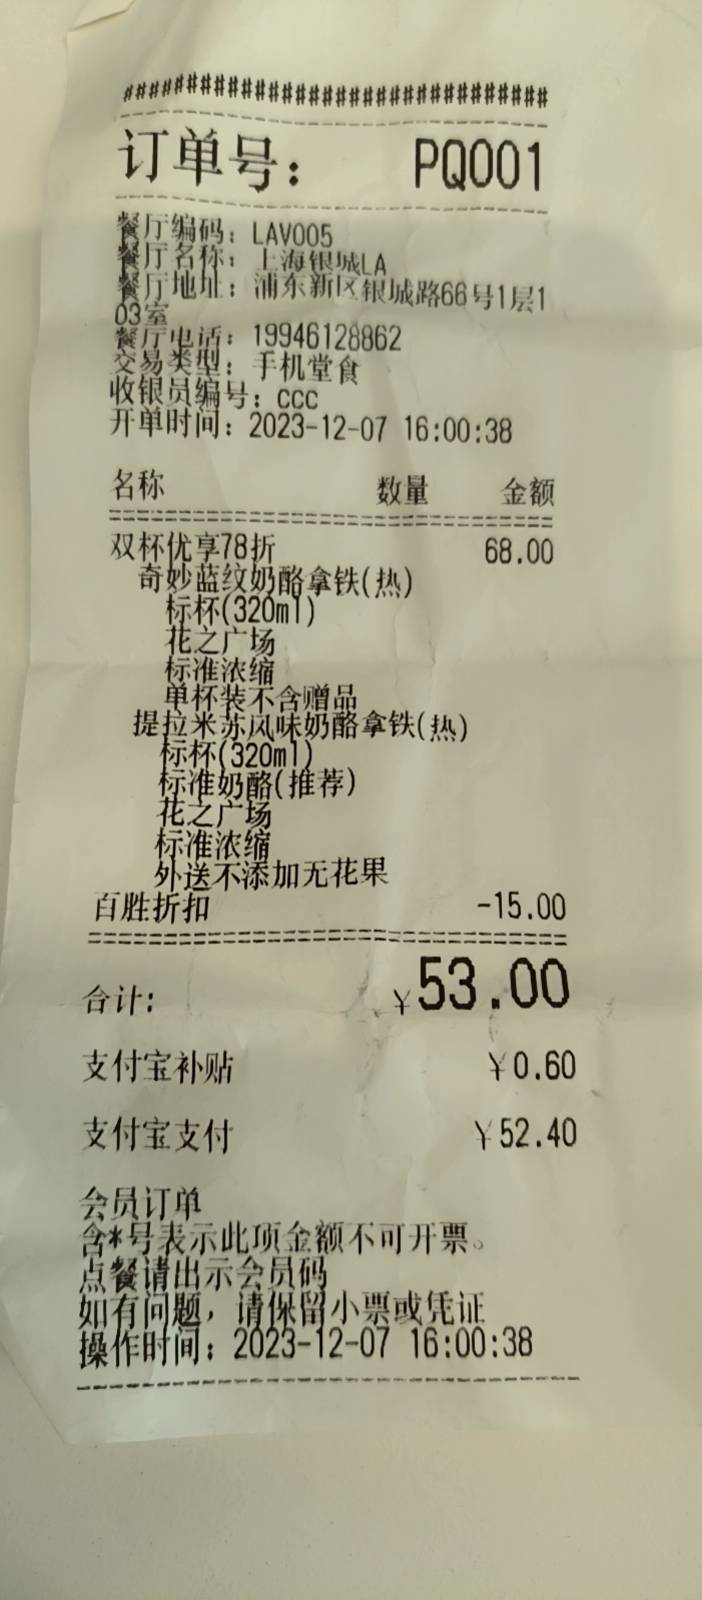 ###################################
订单号： PQ001
餐厅编码：LAV005
餐厅名称：上海银城LA
餐厅地址：浦东新区银城路66号1层1
03室
餐厅电话：19946128862
交易类型：手机堂食
收银员编号：ccc
开单时间：2023-12-07 16:00:38
名称 数量 金额
双杯优享78折 68.00
奇妙蓝纹奶酪拿铁(热)
标杯(320ml)
花之广场
标准浓缩
单杯装不含赠品
提拉米苏风味奶酪拿铁(热)
标杯(320ml)
标准奶酪(推荐)
花之广场
标准浓缩
外送不添加无花果
百胜折扣 -15.00
合计: ¥53.00
支付宝补贴 ¥0.60
支付宝支付 ¥52.40
会员订单
含*号表示此项金额不可开票。
点餐请出示会员码
如有问题，请保留小票或凭证
操作时间：2023-12-07 16:00:38